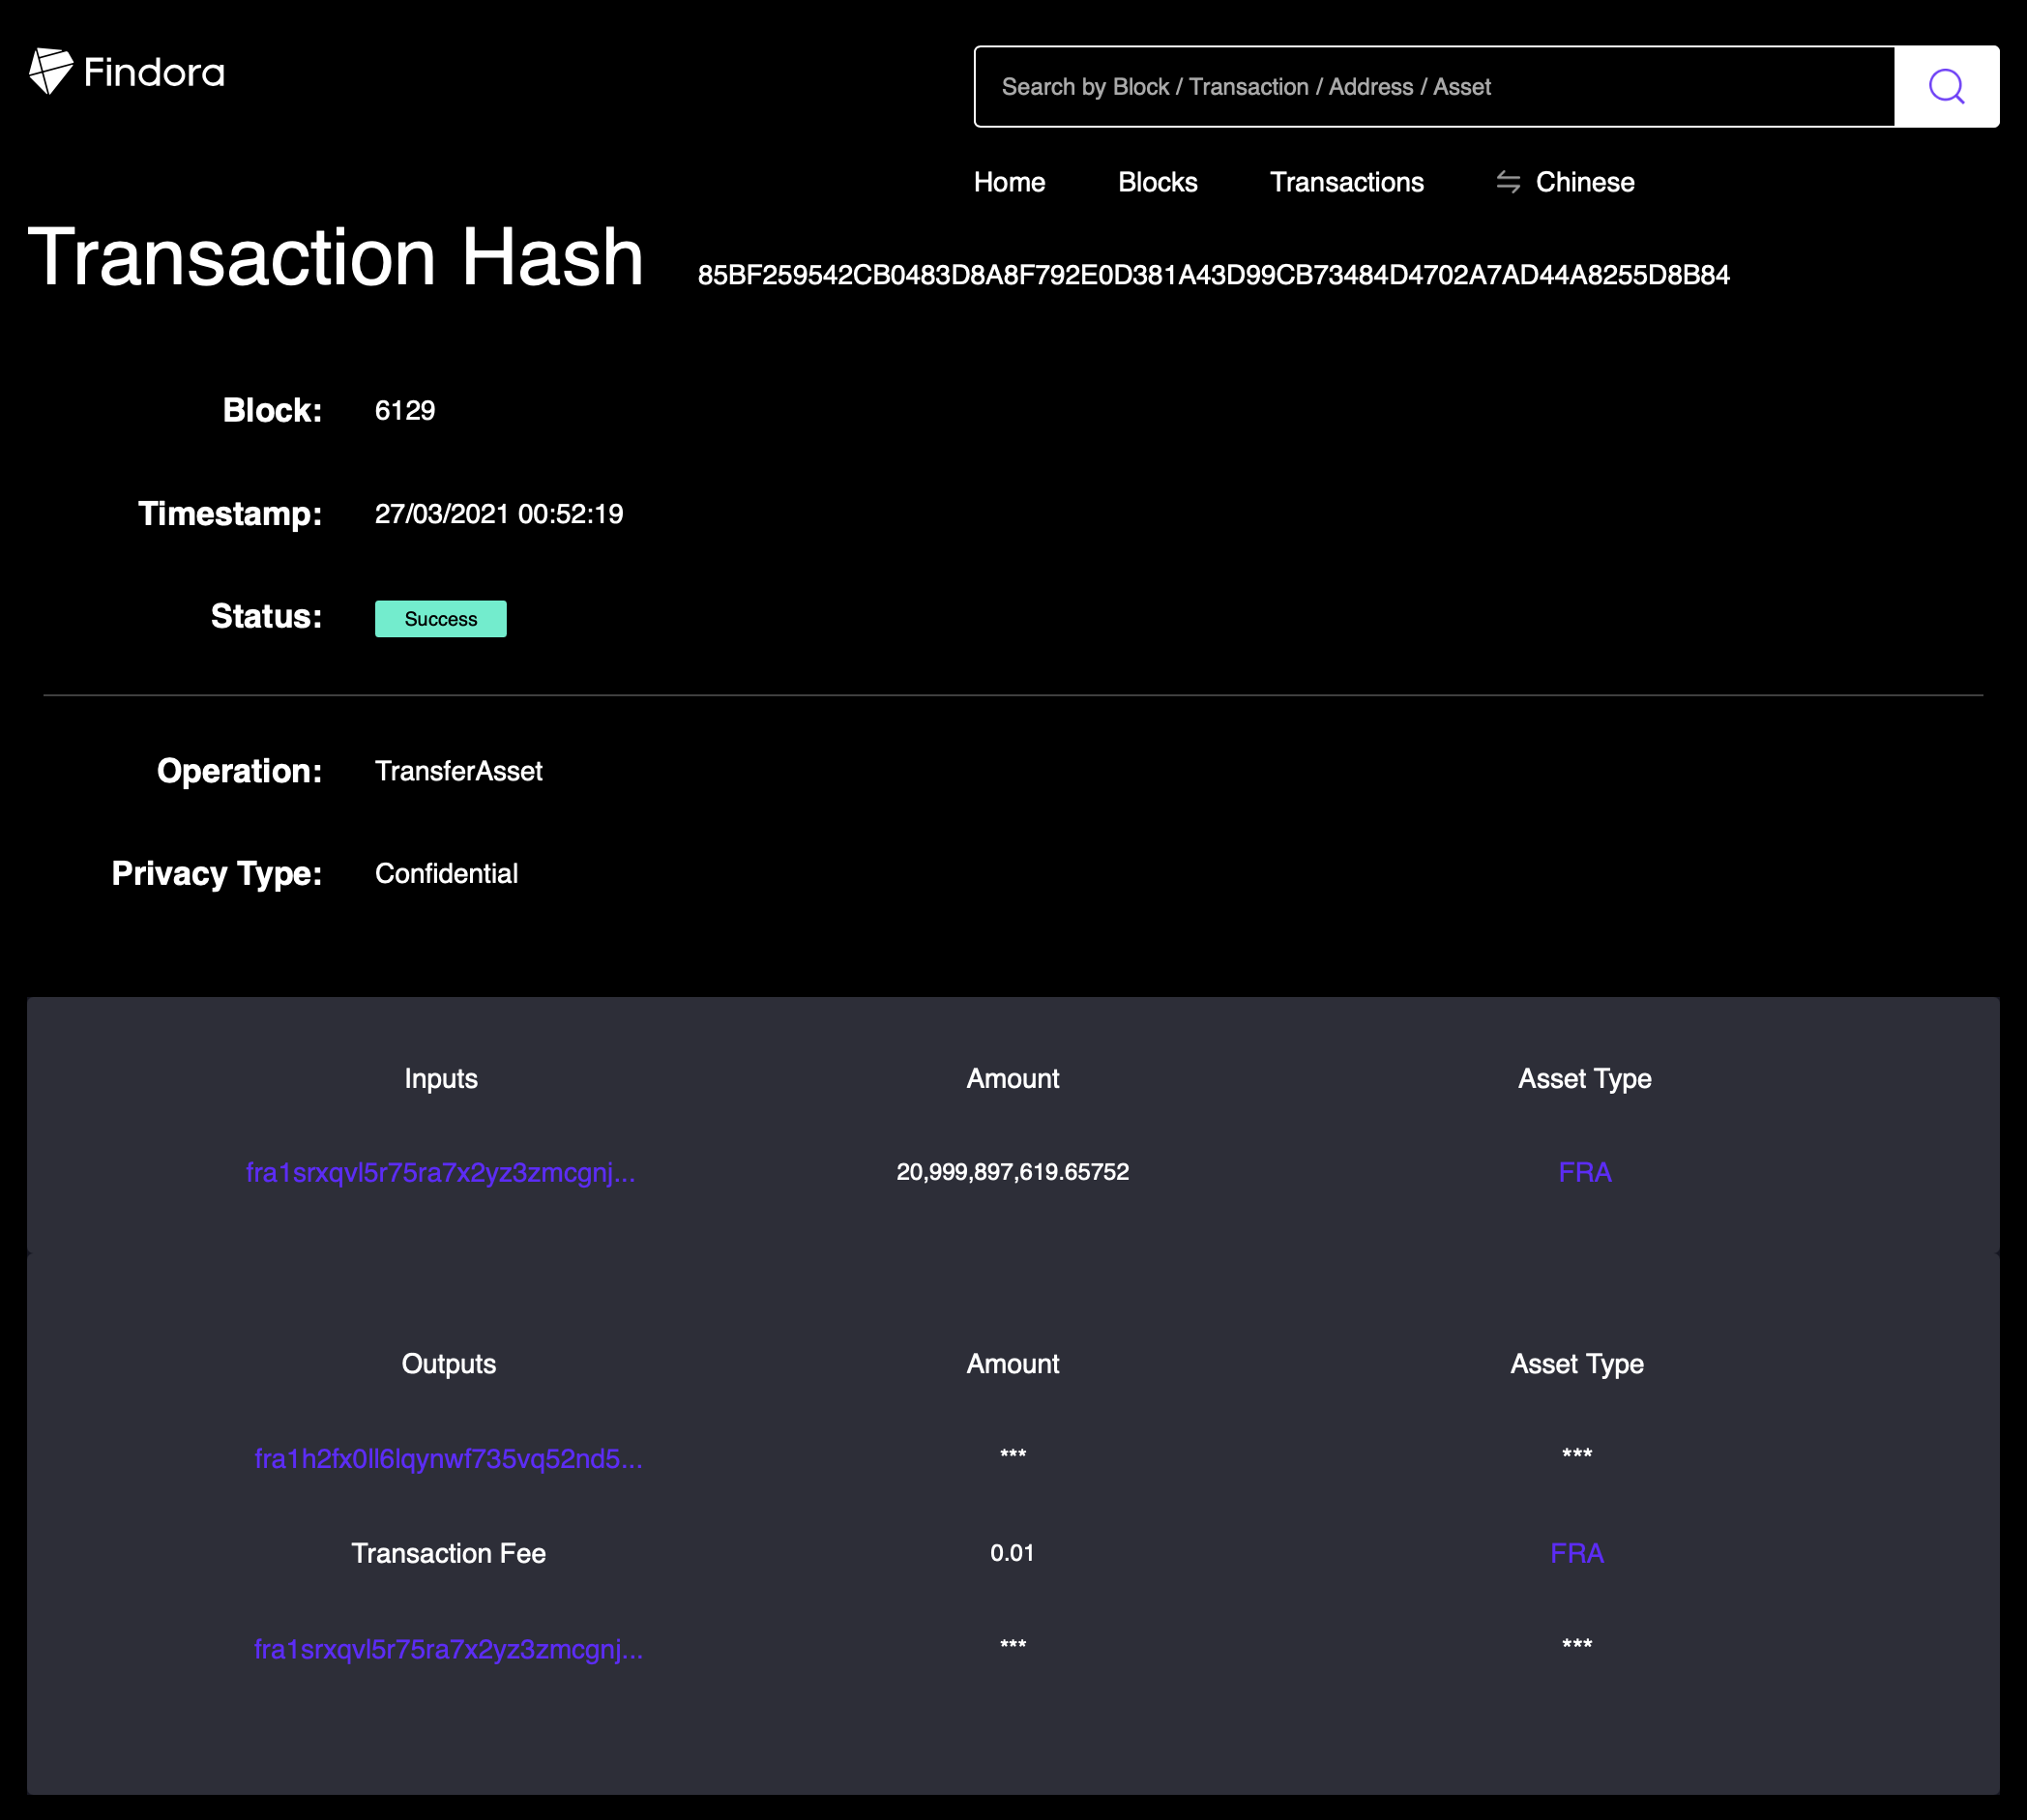 Findora
Search by Block / Transaction / Address / Asset
Home Blocks Transactions Chinese
Transaction Hash 85BF259542CB0483D8A8F792E0D381A43D99CB73484D4702A7AD44A8255D8B84
Block: 6129
Timestamp: 27/03/2021 00:52:19
Status: Success
Operation: TransferAsset
Privacy Type: Confidential
Inputs Amount Asset Type
fra1srxqvl5r75ra7x2yz3zmcgnj... 20,999,897,619.65752 FRA
Outputs Amount Asset Type
fra1h2fx0ll6lqynwf735vq52nd5... *** ***
Transaction Fee 0.01 FRA
fra1srxqvl5r75ra7x2yz3zmcgnj... *** ***